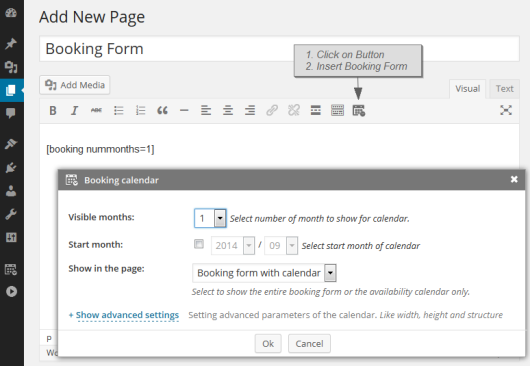 Add New Page
Booking Form
1. Click on Button
2. Insert Booking Form
Add Media
Visual Text
B I ABC
[booking nummonths=1]
Booking calendar
Visible months: 1 Select number of month to show for calendar.
Start month: 2014 / 09 Select start month of calendar
Show in the page: Booking form with calendar
Select to show the entire booking form or the availability calendar only.
+ Show advanced settings Setting advanced parameters of the calendar. Like width, height and structure
P
Wo
Ok Cancel